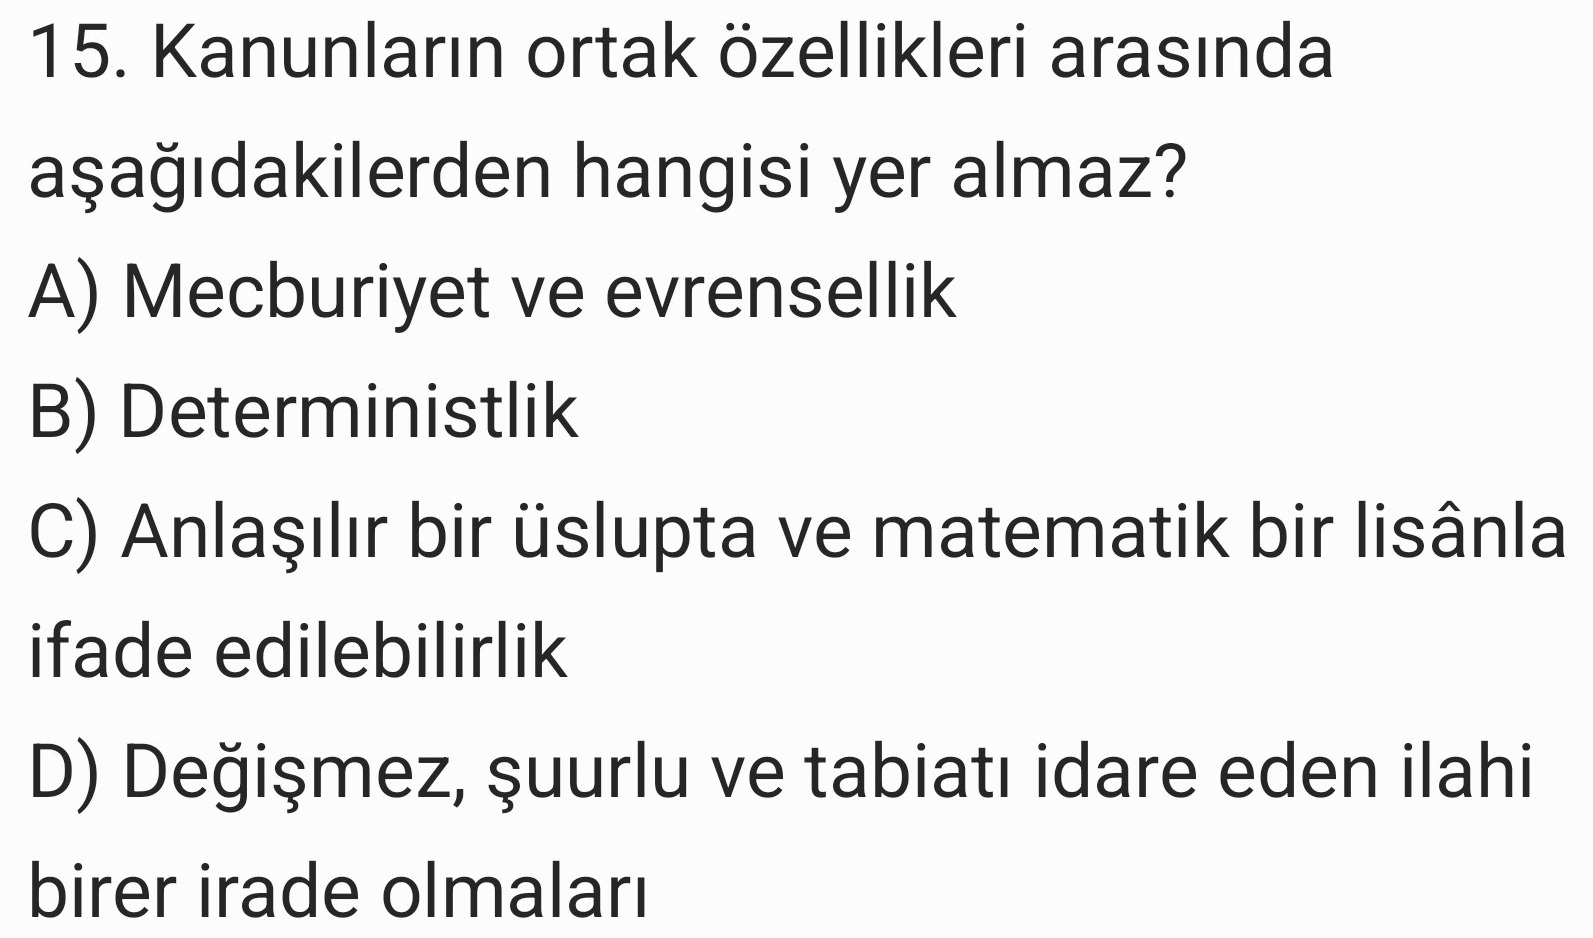 15. Kanunların ortak özellikleri arasında
aşağıdakilerden hangisi yer almaz?
A) Mecburiyet ve evrensellik
B) Deterministlik
C) Anlaşılır bir üslupta ve matematik bir lisânla
ifade edilebilirlik
D) Değişmez, şuurlu ve tabiatı idare eden ilahi
birer irade olmaları